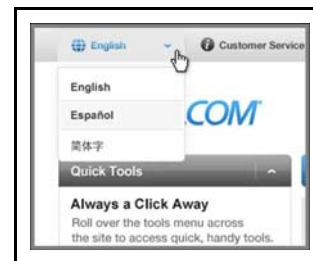 English
Customer Service
English
Español
.COM
简体字
Quick Tools
Always a Click Away
Roll over the tools menu across
the site to access quick, handy tools.